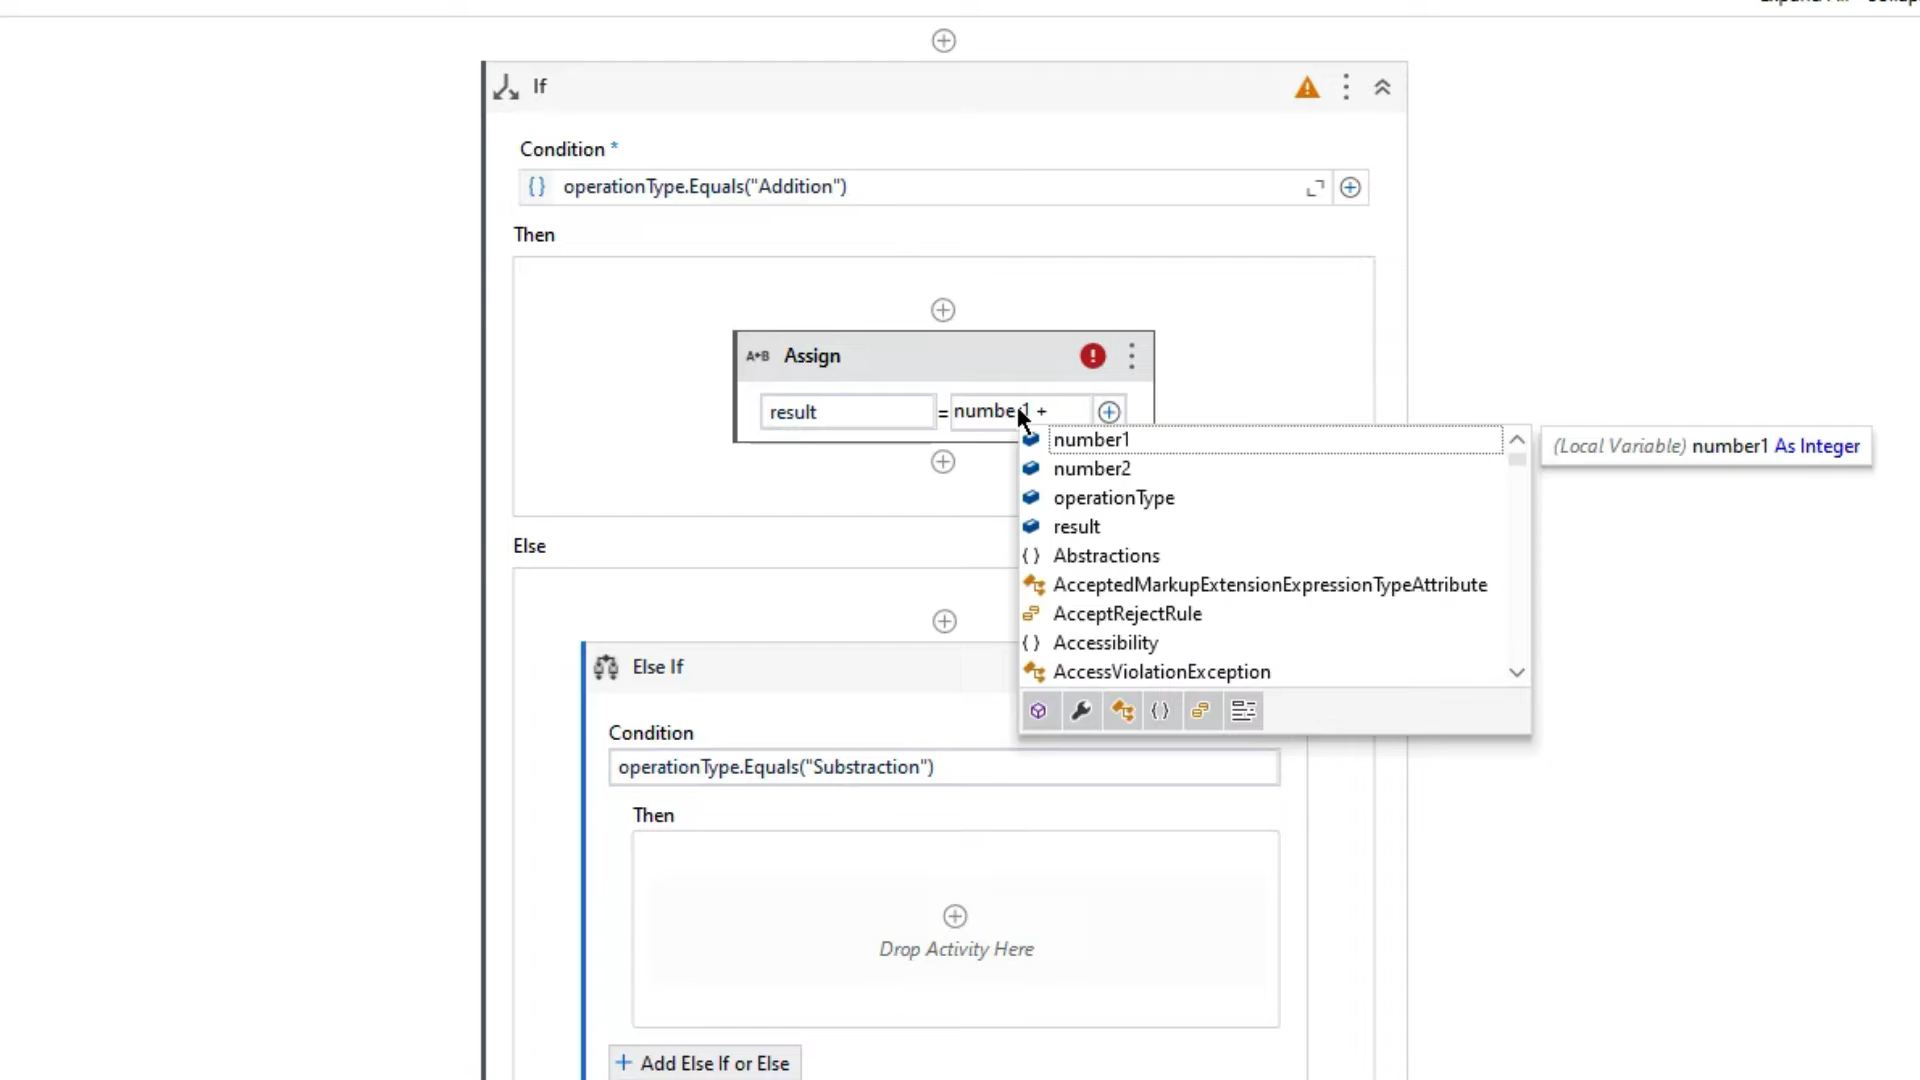 If
Condition *
operationType.Equals("Addition")
Then
A+B Assign
result = number1 +
number1
(Local Variable) number1 As Integer
number2
operationType
result
Abstractions
AcceptedMarkupExtensionExpressionTypeAttribute
AcceptRejectRule
Accessibility
AccessViolationException
Else
Else If
Condition
operationType.Equals("Substraction")
Then
Drop Activity Here
+ Add Else If or Else